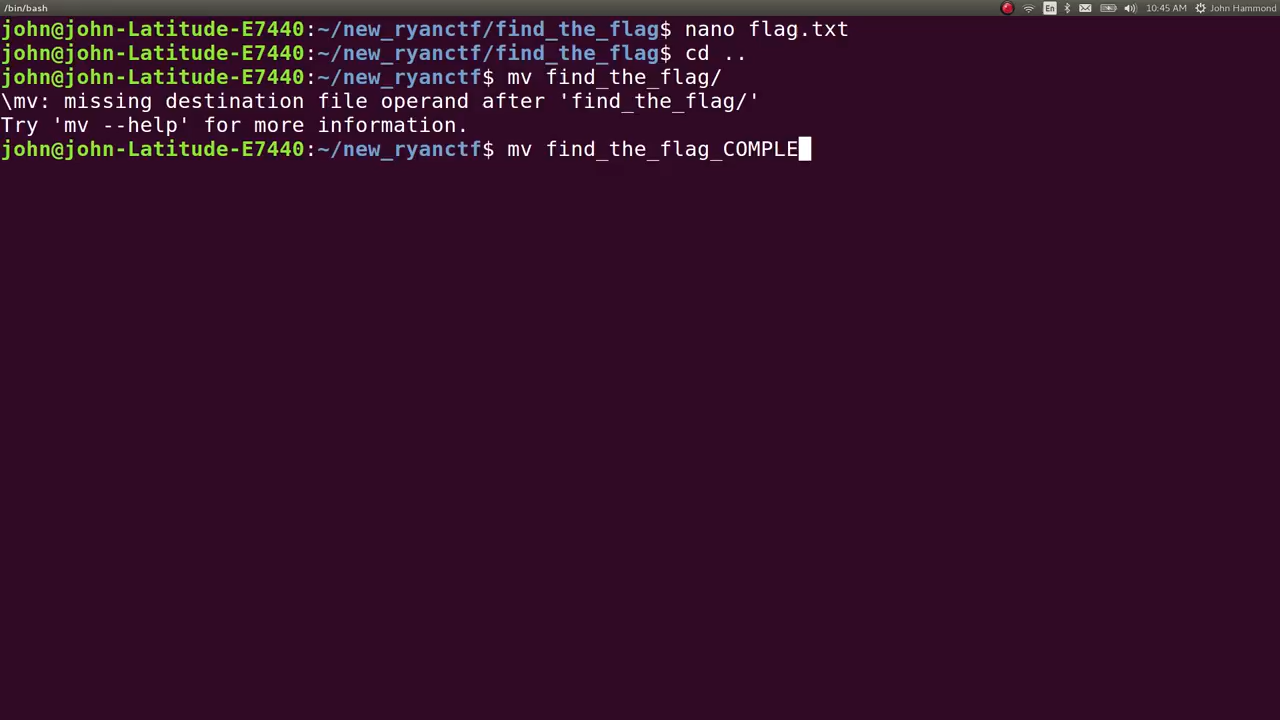 /bin/bash
En
10:45 AM
John Hammond
john@john-Latitude-E7440:~/new_ryanctf/find_the_flag$ nano flag.txt
john@john-Latitude-E7440:~/new_ryanctf/find_the_flag$ cd ..
john@john-Latitude-E7440:~/new_ryanctf$ mv find_the_flag/
\mv: missing destination file operand after 'find_the_flag/'
Try 'mv --help' for more information.
john@john-Latitude-E7440:~/new_ryanctf$ mv find_the_flag_COMPLE